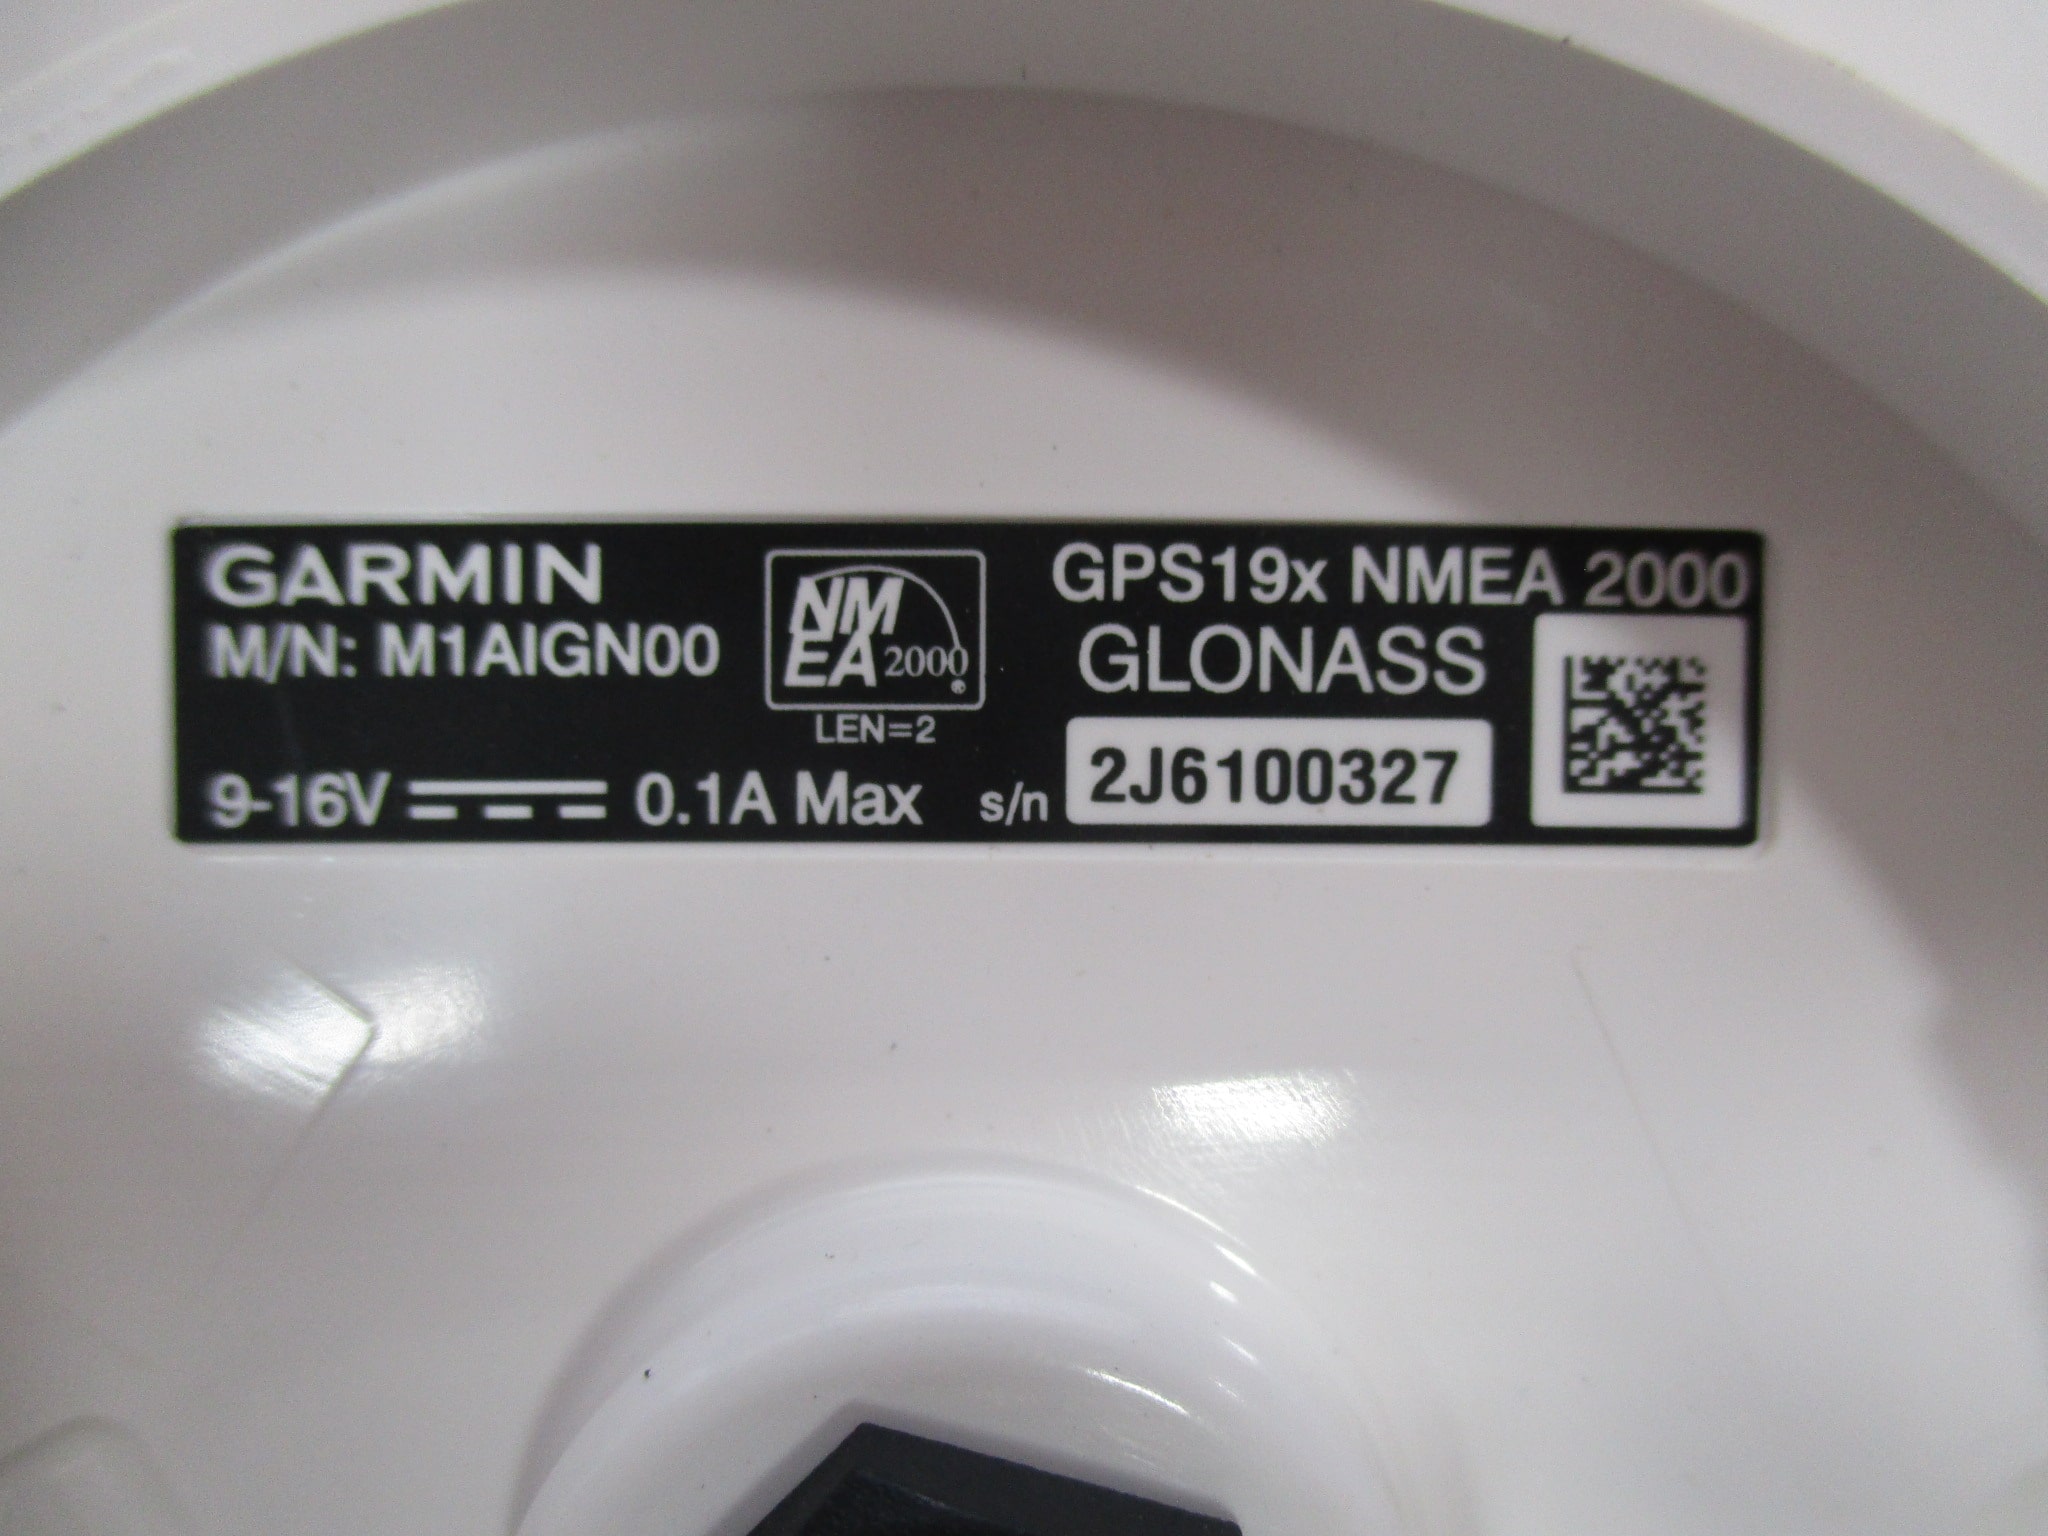 GARMIN
M/N: M1AIGN00
NMEA 2000®
LEN=2
9-16V 0.1A Max
GPS19x NMEA 2000
GLONASS
s/n 2J6100327